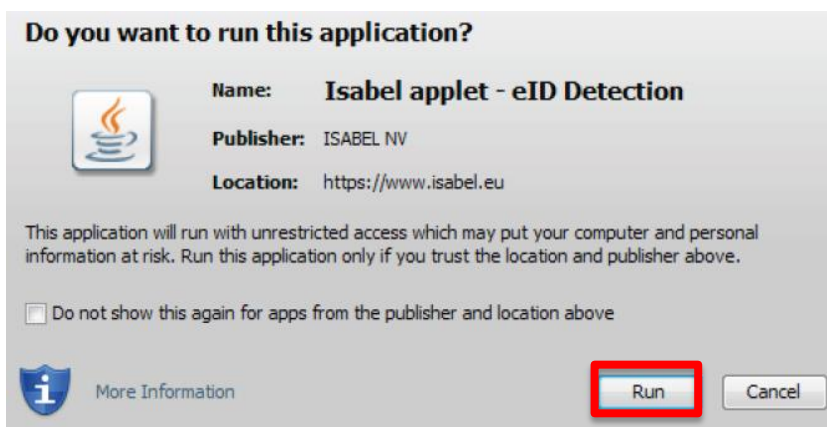 Do you want to run this application?
Name: Isabel applet - eID Detection
Publisher: ISABEL NV
Location: https://www.isabel.eu
This application will run with unrestricted access which may put your computer and personal
information at risk. Run this application only if you trust the location and publisher above.
Do not show this again for apps from the publisher and location above
More Information
Run
Cancel